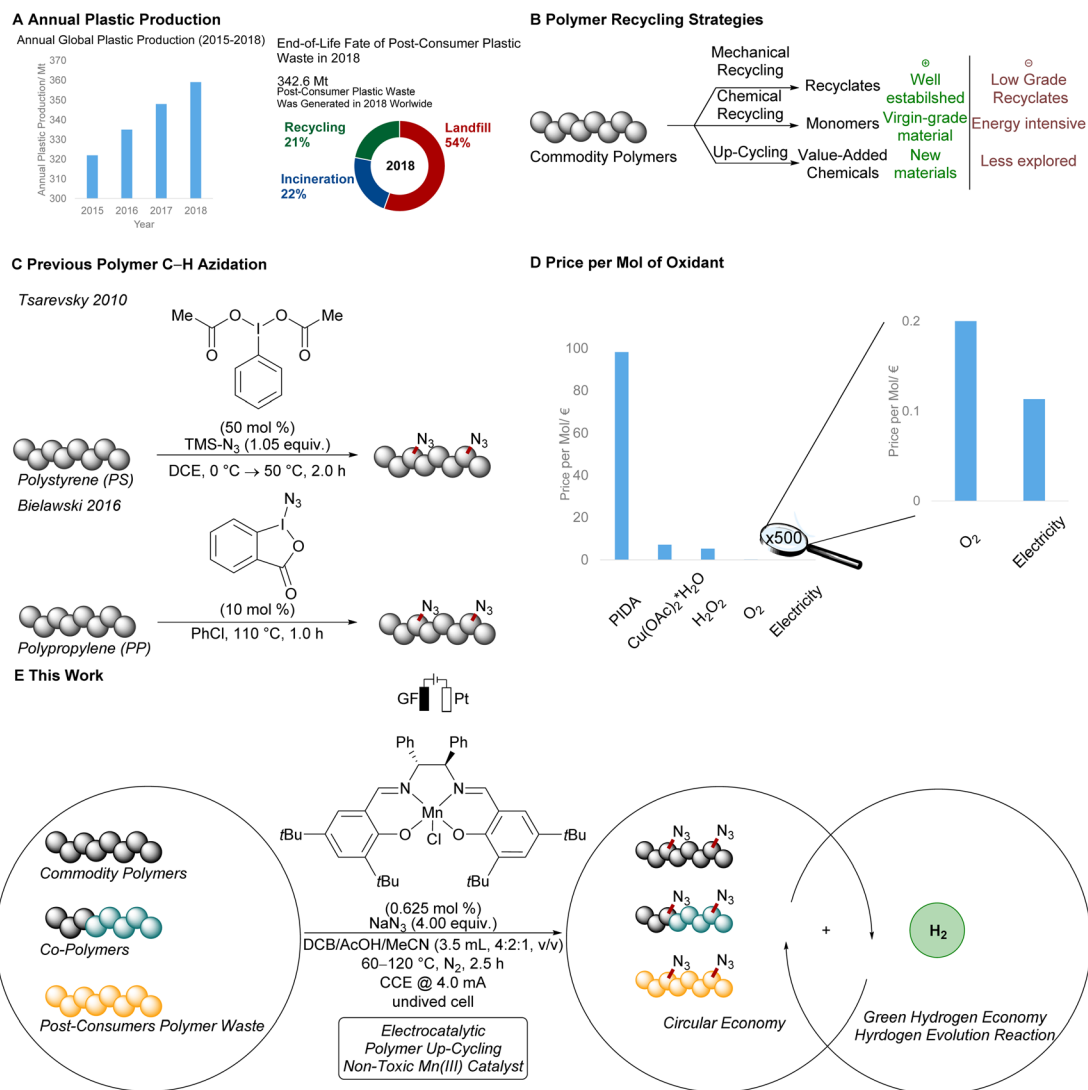 A Annual Plastic Production
Annual Global Plastic Production (2015-2018)
Annual Plastic Production/ Mt
370
360
350
340
330
320
310
300
2015
2016
2017
2018
Year
End-of-Life Fate of Post-Consumer Plastic
Waste in 2018
342.6 Mt
Post-Consumer Plastic Waste
Was Generated in 2018 Worlwide
Recycling
21%
Landfill
54%
2018
Incineration
22%
B Polymer Recycling Strategies
Commodity Polymers
Mechanical
Recycling
Chemical
Recycling
Up-Cycling
Recyclates
Monomers
Value-Added
Chemicals
⊕
Well
estabilshed
Virgin-grade
material
New
materials
⊖
Low Grade
Recyclates
Energy intensive
Less explored
C Previous Polymer C–H Azidation
Tsarevsky 2010
Me
O
I
O
Me
O
O
(50 mol %)
TMS-N3 (1.05 equiv.)
DCE, 0 °C → 50 °C, 2.0 h
Polystyrene (PS)
N3
N3
Bielawski 2016
N3
I
O
O
(10 mol %)
PhCl, 110 °C, 1.0 h
Polypropylene (PP)
N3
N3
D Price per Mol of Oxidant
Price per Mol/ €
100
80
60
40
20
0
PIDA
Cu(OAc)2*H2O
H2O2
O2
Electricity
x500
Price per Mol/ €
0.2
0.1
0
O2
Electricity
E This Work
GF
Pt
Ph
Ph
N
N
Mn
O
Cl
O
tBu
tBu
tBu
tBu
(0.625 mol %)
NaN3 (4.00 equiv.)
DCB/AcOH/MeCN (3.5 mL, 4:2:1, v/v)
60–120 °C, N2, 2.5 h
CCE @ 4.0 mA
undived cell
Electrocatalytic
Polymer Up-Cycling
Non-Toxic Mn(III) Catalyst
Commodity Polymers
Co-Polymers
Post-Consumers Polymer Waste
N3
N3
N3
N3
N3
N3
Circular Economy
+
H2
Green Hydrogen Economy
Hyrdogen Evolution Reaction